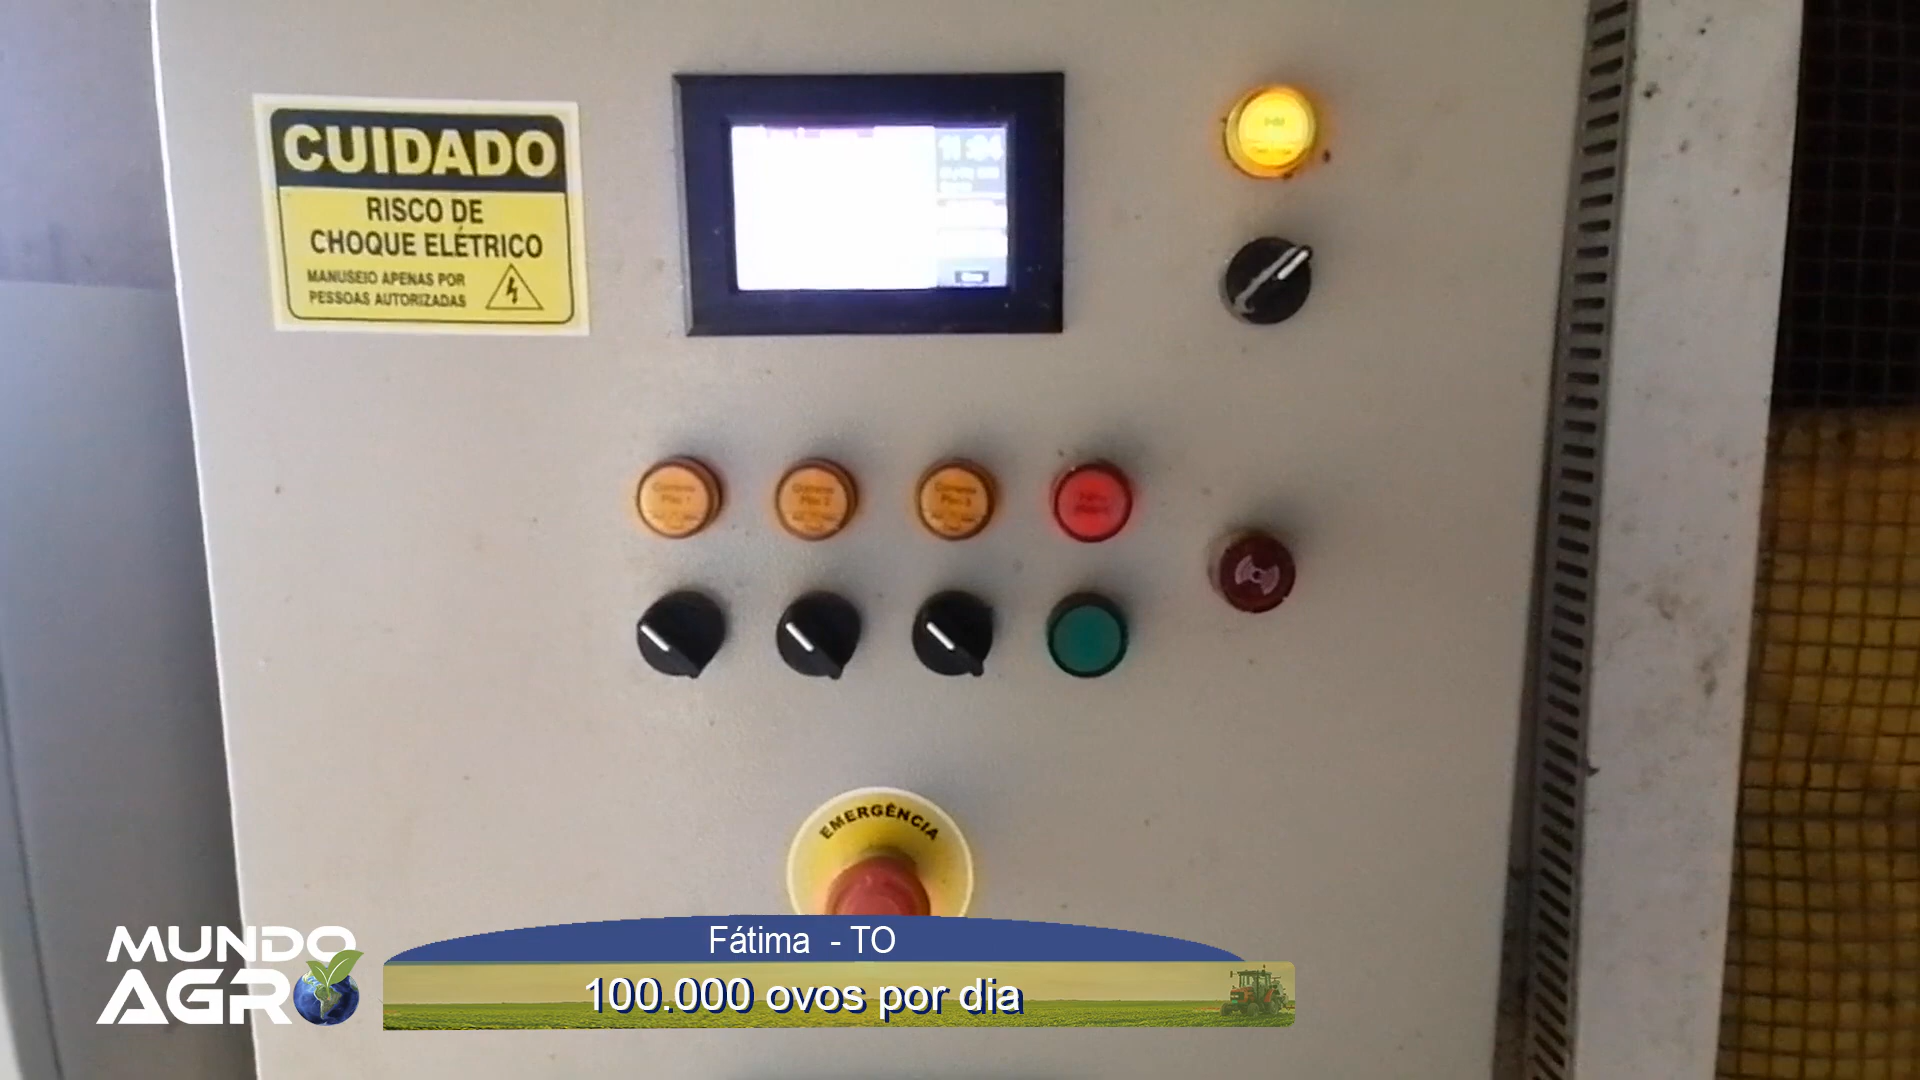 CUIDADO
RISCO DE
CHOQUE ELÉTRICO
MANUSEIO APENAS POR
PESSOAS AUTORIZADAS
EMERGÊNCIA
MUNDO
AGRO
Fátima - TO
100.000 ovos por dia